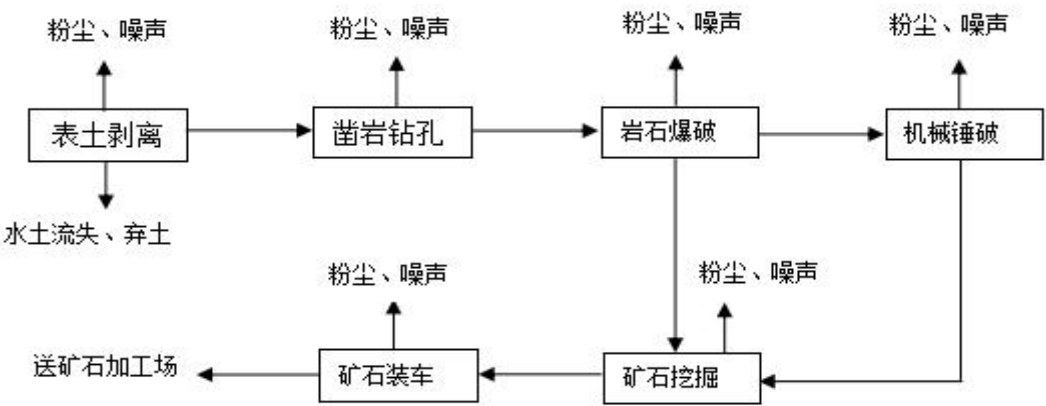 粉尘、噪声
粉尘、噪声
粉尘、噪声
粉尘、噪声
表土剥离
凿岩钻孔
岩石爆破
机械锤破
水土流失、弃土
粉尘、噪声
粉尘、噪声
送矿石加工场
矿石装车
矿石挖掘